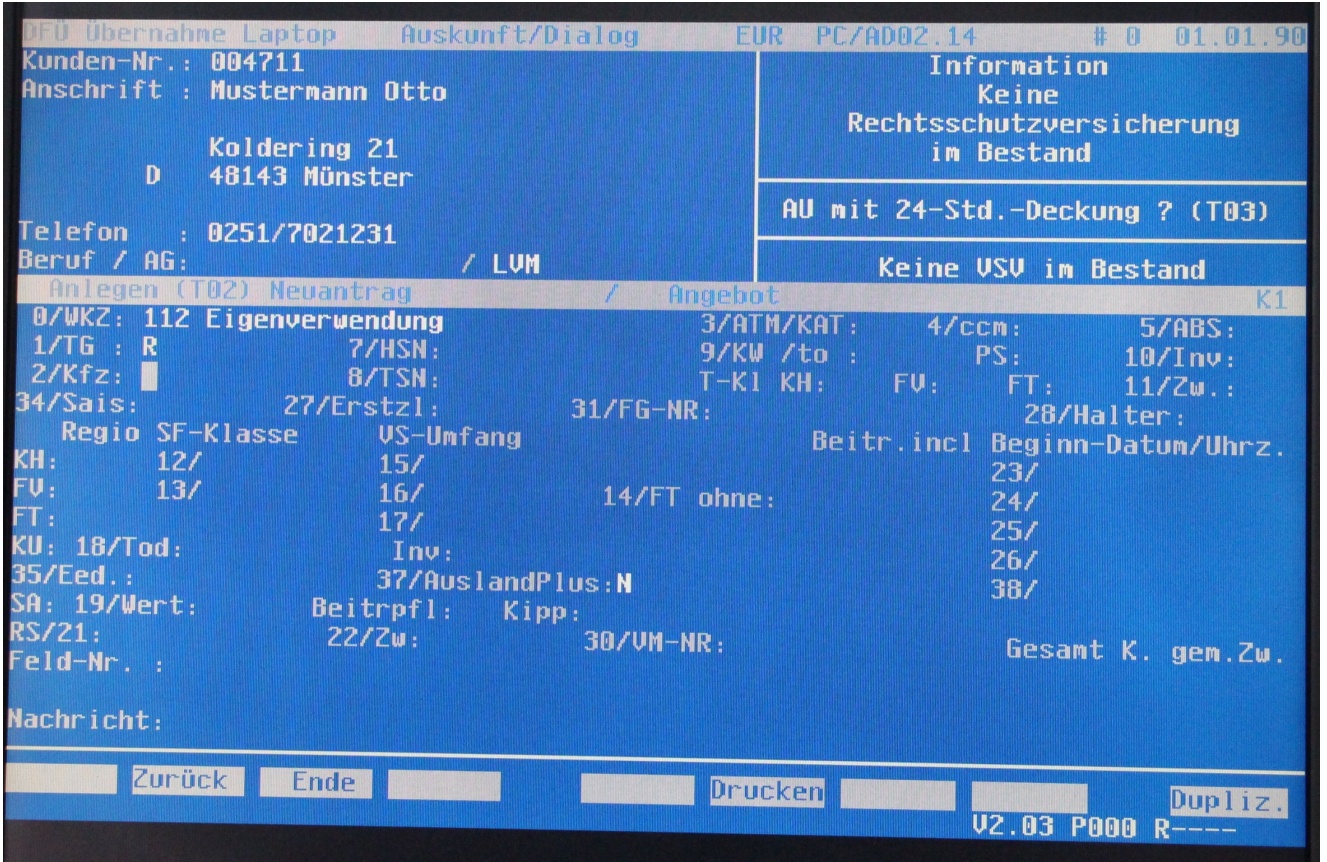 DFÜ Übernahme Laptop Auskunft/Dialog EUR PC/AD02.14 # 0 01.01.90
Kunden-Nr.: 004711
Anschrift : Mustermann Otto
Koldering 21
D 48143 Münster
Telefon : 0251/7021231
Beruf / AG: / LVM
Information
Keine
Rechtsschutzversicherung
im Bestand
AU mit 24-Std.-Deckung ? (T03)
Keine VSV im Bestand
Anlegen (T02) Neuantrag / Angebot K1
0/WKZ: 112 Eigenverwendung 3/ATM/KAT: 4/ccm: 5/ABS:
1/TG : R 7/HSN: 9/KW /to : PS: 10/Inv:
2/Kfz: 8/TSN: T-Kl KH: FV: FT: 11/Zw.:
34/Sais: 27/Erstzl: 31/FG-NR: 28/Halter:
Regio SF-Klasse VS-Umfang Beitr.incl Beginn-Datum/Uhrz.
KH: 12/ 15/ 23/
FV: 13/ 16/ 14/FT ohne: 24/
FT: 17/ 25/
KU: 18/Tod: Inv: 26/
35/Eed.: 37/AuslandPlus:N 38/
SA: 19/Wert: Beitrpfl: Kipp:
RS/21: 22/Zw: 30/VM-NR: Gesamt K. gem.Zw.
Feld-Nr. :
Nachricht:
Zurück Ende Drucken Dupliz.
V2.03 P000 R----